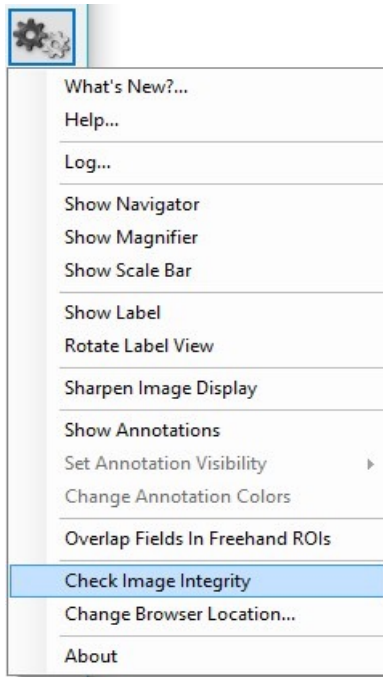 What's New?...
Help...
Log...
Show Navigator
Show Magnifier
Show Scale Bar
Show Label
Rotate Label View
Sharpen Image Display
Show Annotations
Set Annotation Visibility
Change Annotation Colors
Overlap Fields In Freehand ROIs
Check Image Integrity
Change Browser Location...
About